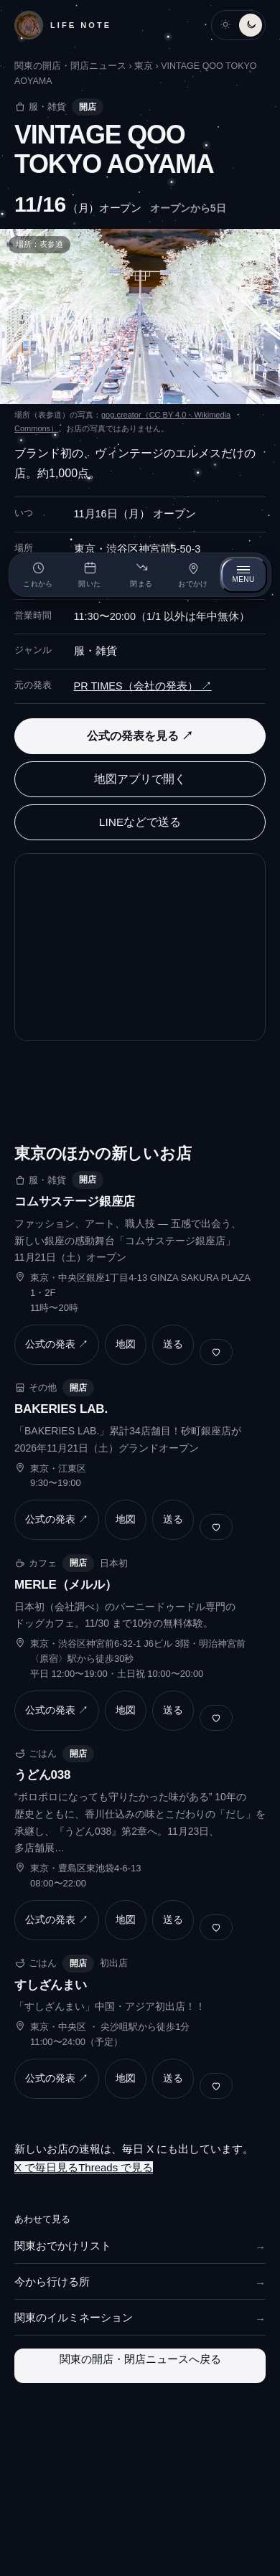 LIFE NOTE
関東の開店・閉店ニュース › 東京 › VINTAGE QOO TOKYO
AOYAMA
服・雑貨 開店
VINTAGE QOO
TOKYO AOYAMA
11/16（月）オープン オープンから5日
場所：表参道
場所（表参道）の写真：gog.creator（CC BY 4.0・Wikimedia
Commons）。お店の写真ではありません。
ブランド初の、ヴィンテージのエルメスだけの
店。約1,000点。
いつ 11月16日（月） オープン
場所 東京・渋谷区神宮前5-50-3
これから 開いた 閉まる おでかけ MENU
営業時間 11:30〜20:00（1/1 以外は年中無休）
ジャンル 服・雑貨
元の発表 PR TIMES（会社の発表） ↗
公式の発表を見る ↗
地図アプリで開く
LINEなどで送る
東京のほかの新しいお店
服・雑貨 開店
コムサステージ銀座店
ファッション、アート、職人技 — 五感で出会う、
新しい銀座の感動舞台「コムサステージ銀座店」
11月21日（土）オープン
東京・中央区銀座1丁目4-13 GINZA SAKURA PLAZA
1・2F
11時〜20時
公式の発表 ↗ 地図 送る
その他 開店
BAKERIES LAB.
「BAKERIES LAB.」累計34店舗目！砂町銀座店が
2026年11月21日（土）グランドオープン
東京・江東区
9:30〜19:00
公式の発表 ↗ 地図 送る
カフェ 開店 日本初
MERLE（メルル）
日本初（会社調べ）のバーニードゥードル専門の
ドッグカフェ。11/30 まで10分の無料体験。
東京・渋谷区神宮前6-32-1 J6ビル 3階・明治神宮前
〈原宿〉駅から徒歩30秒
平日 12:00〜19:00・土日祝 10:00〜20:00
公式の発表 ↗ 地図 送る
ごはん 開店
うどん038
“ボロボロになっても守りたかった味がある” 10年の
歴史とともに、香川仕込みの味とこだわりの「だし」を
承継し、『うどん038』第2章へ。11月23日、
多店舗展…
東京・豊島区東池袋4-6-13
08:00〜22:00
公式の発表 ↗ 地図 送る
ごはん 開店 初出店
すしざんまい
「すしざんまい」中国・アジア初出店！！
東京・中央区 ・ 尖沙咀駅から徒歩1分
11:00〜24:00（予定）
公式の発表 ↗ 地図 送る
新しいお店の速報は、毎日 X にも出しています。
X で毎日見るThreads で見る
あわせて見る
関東おでかけリスト →
今から行ける所 →
関東のイルミネーション →
関東の開店・閉店ニュースへ戻る